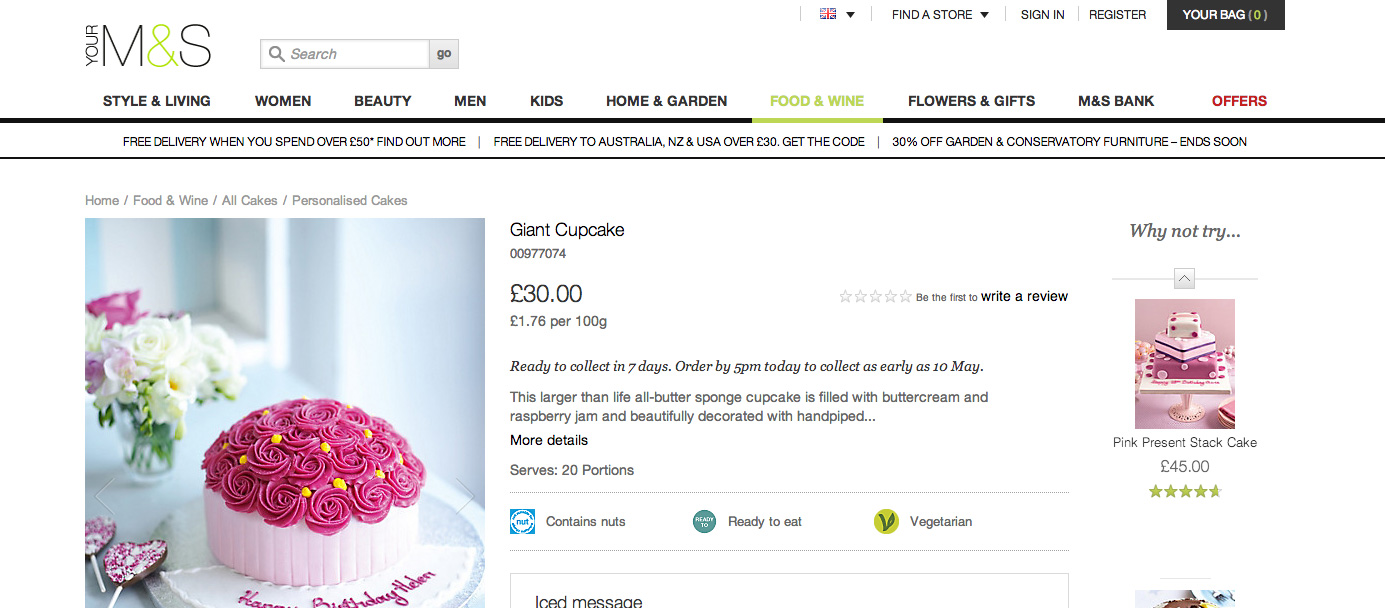 FIND A STORE SIGN IN REGISTER YOUR BAG (0)
YOUR M&S
Search go
STYLE & LIVING WOMEN BEAUTY MEN KIDS HOME & GARDEN FOOD & WINE FLOWERS & GIFTS M&S BANK OFFERS
FREE DELIVERY WHEN YOU SPEND OVER £50* FIND OUT MORE | FREE DELIVERY TO AUSTRALIA, NZ & USA OVER £30. GET THE CODE | 30% OFF GARDEN & CONSERVATORY FURNITURE – ENDS SOON
Home / Food & Wine / All Cakes / Personalised Cakes
Giant Cupcake
00977074
£30.00
Be the first to write a review
£1.76 per 100g
Ready to collect in 7 days. Order by 5pm today to collect as early as 10 May.
This larger than life all-butter sponge cupcake is filled with buttercream and
raspberry jam and beautifully decorated with handpiped...
More details
Serves: 20 Portions
nut Contains nuts READY TO Ready to eat V Vegetarian
Iced message
Happy Birthday Helen
Why not try...
Pink Present Stack Cake
£45.00